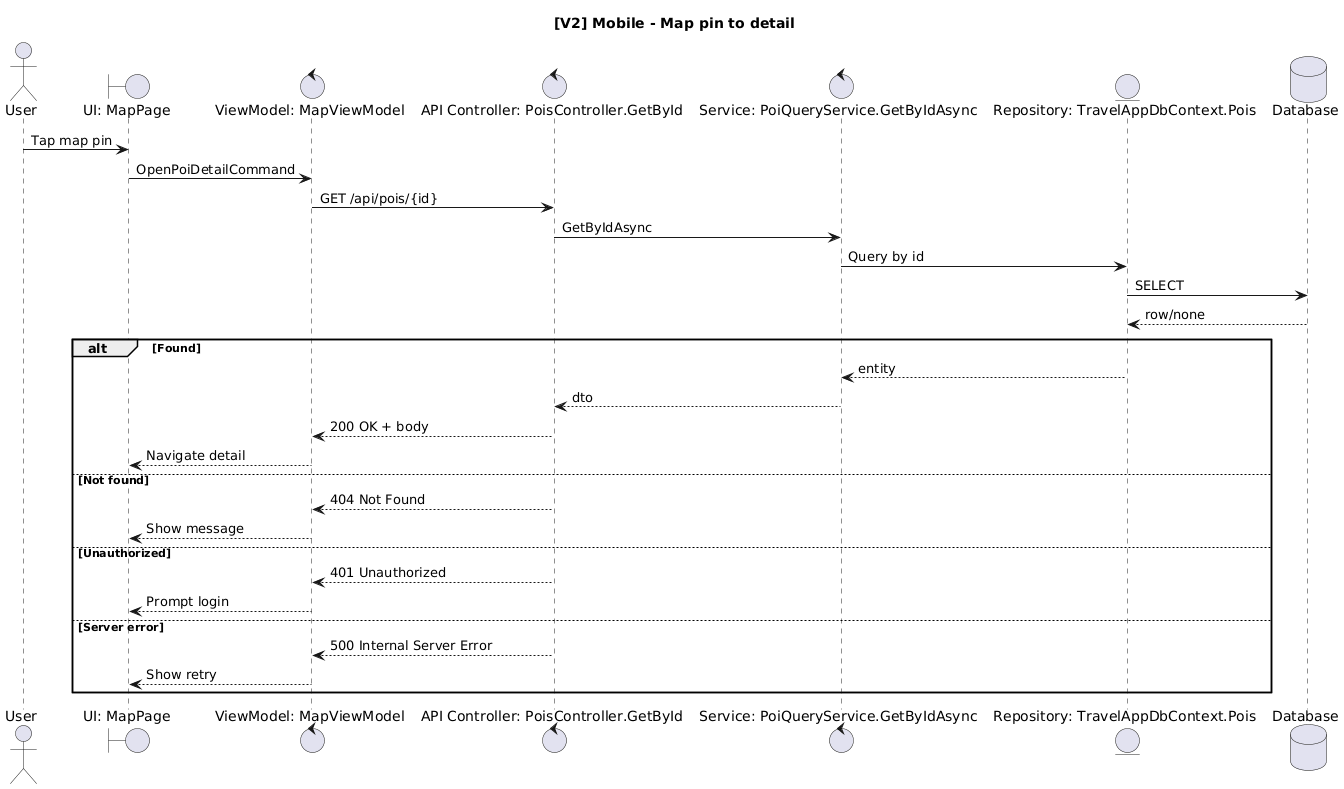 [V2] Mobile - Map pin to detail
User
UI: MapPage
ViewModel: MapViewModel
API Controller: PoisController.GetById
Service: PoiQueryService.GetByIdAsync
Repository: TravelAppDbContext.Pois
Database
Tap map pin
OpenPoiDetailCommand
GET /api/pois/{id}
GetByIdAsync
Query by id
SELECT
row/none
alt
[Found]
entity
dto
200 OK + body
Navigate detail
[Not found]
404 Not Found
Show message
[Unauthorized]
401 Unauthorized
Prompt login
[Server error]
500 Internal Server Error
Show retry
User
UI: MapPage
ViewModel: MapViewModel
API Controller: PoisController.GetById
Service: PoiQueryService.GetByIdAsync
Repository: TravelAppDbContext.Pois
Database